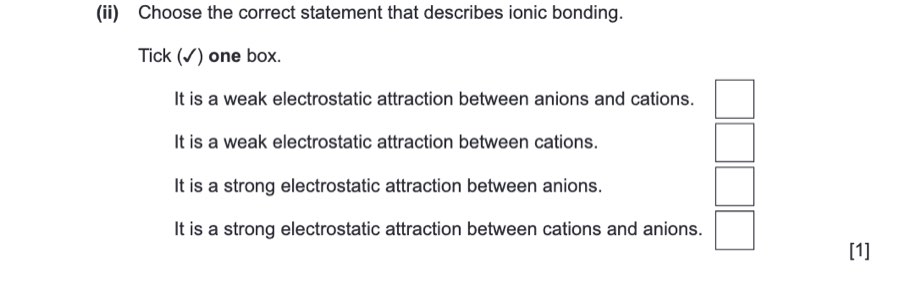 (ii) Choose the correct statement that describes ionic bonding.
Tick (✓) one box.
It is a weak electrostatic attraction between anions and cations.
It is a weak electrostatic attraction between cations.
It is a strong electrostatic attraction between anions.
It is a strong electrostatic attraction between cations and anions.
[1]